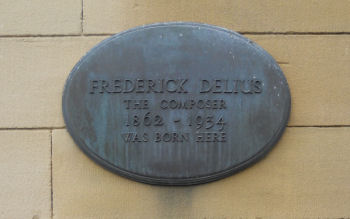 FREDERICK DELIUS
THE COMPOSER
1862 - 1934
WAS BORN HERE